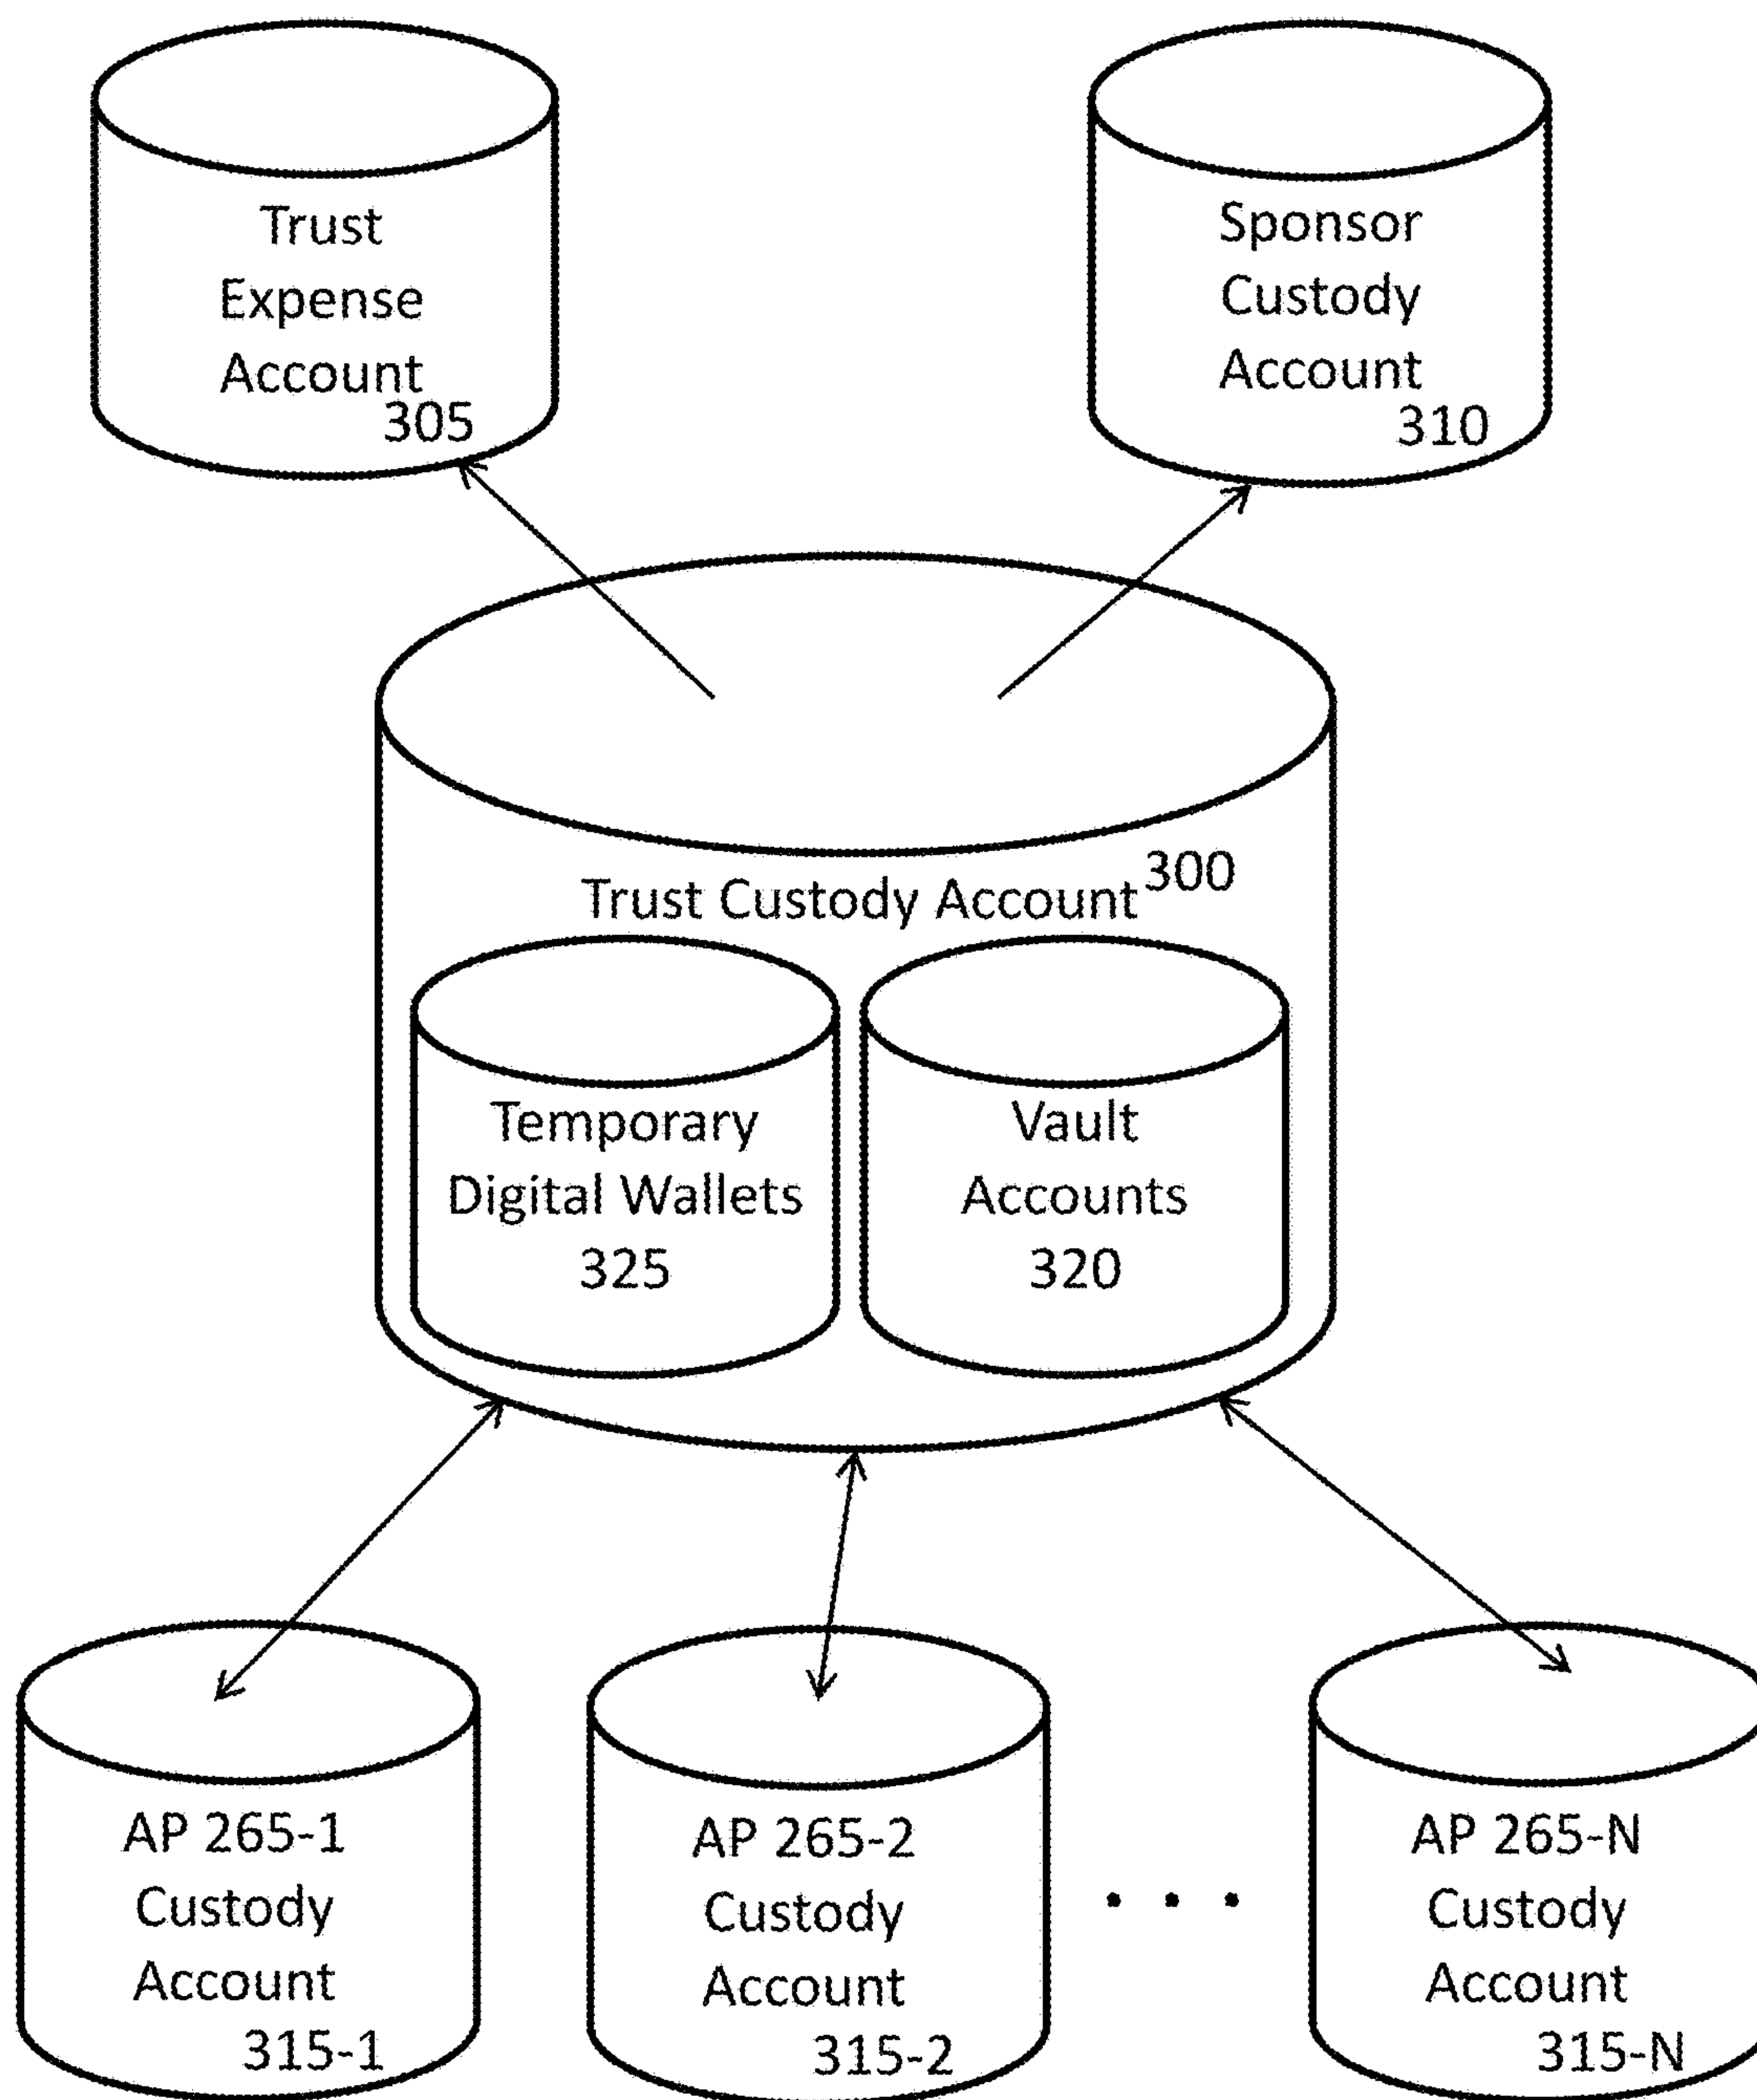 Trust
Expense
Account
305
Sponsor
Custody
Account
310
Trust Custody Account 300
Temporary
Digital Wallets
325
Vault
Accounts
320
AP 265-1
Custody
Account
315-1
AP 265-2
Custody
Account
315-2
• • •
AP 265-N
Custody
Account
315-N